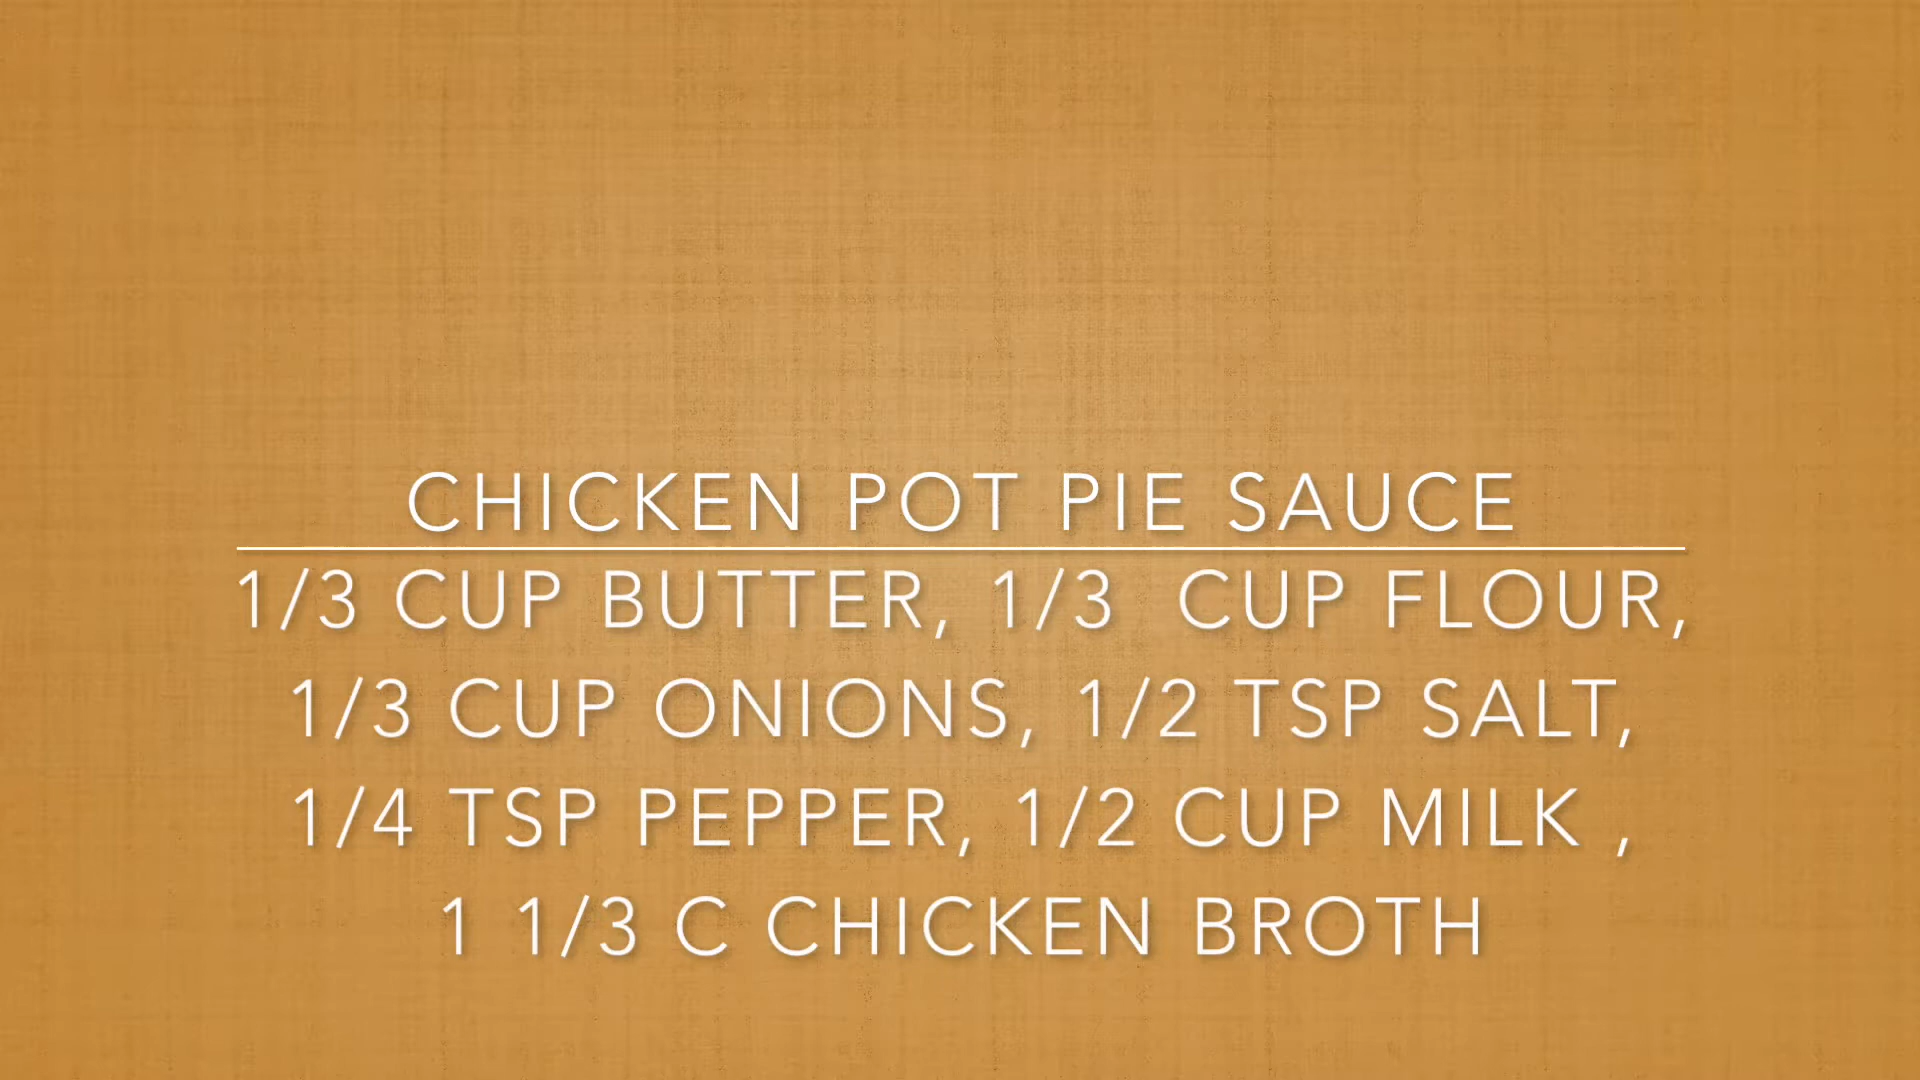 CHICKEN POT PIE SAUCE
1/3 CUP BUTTER, 1/3  CUP FLOUR,
1/3 CUP ONIONS, 1/2 TSP SALT,
1/4 TSP PEPPER, 1/2 CUP MILK ,
1 1/3 C CHICKEN BROTH